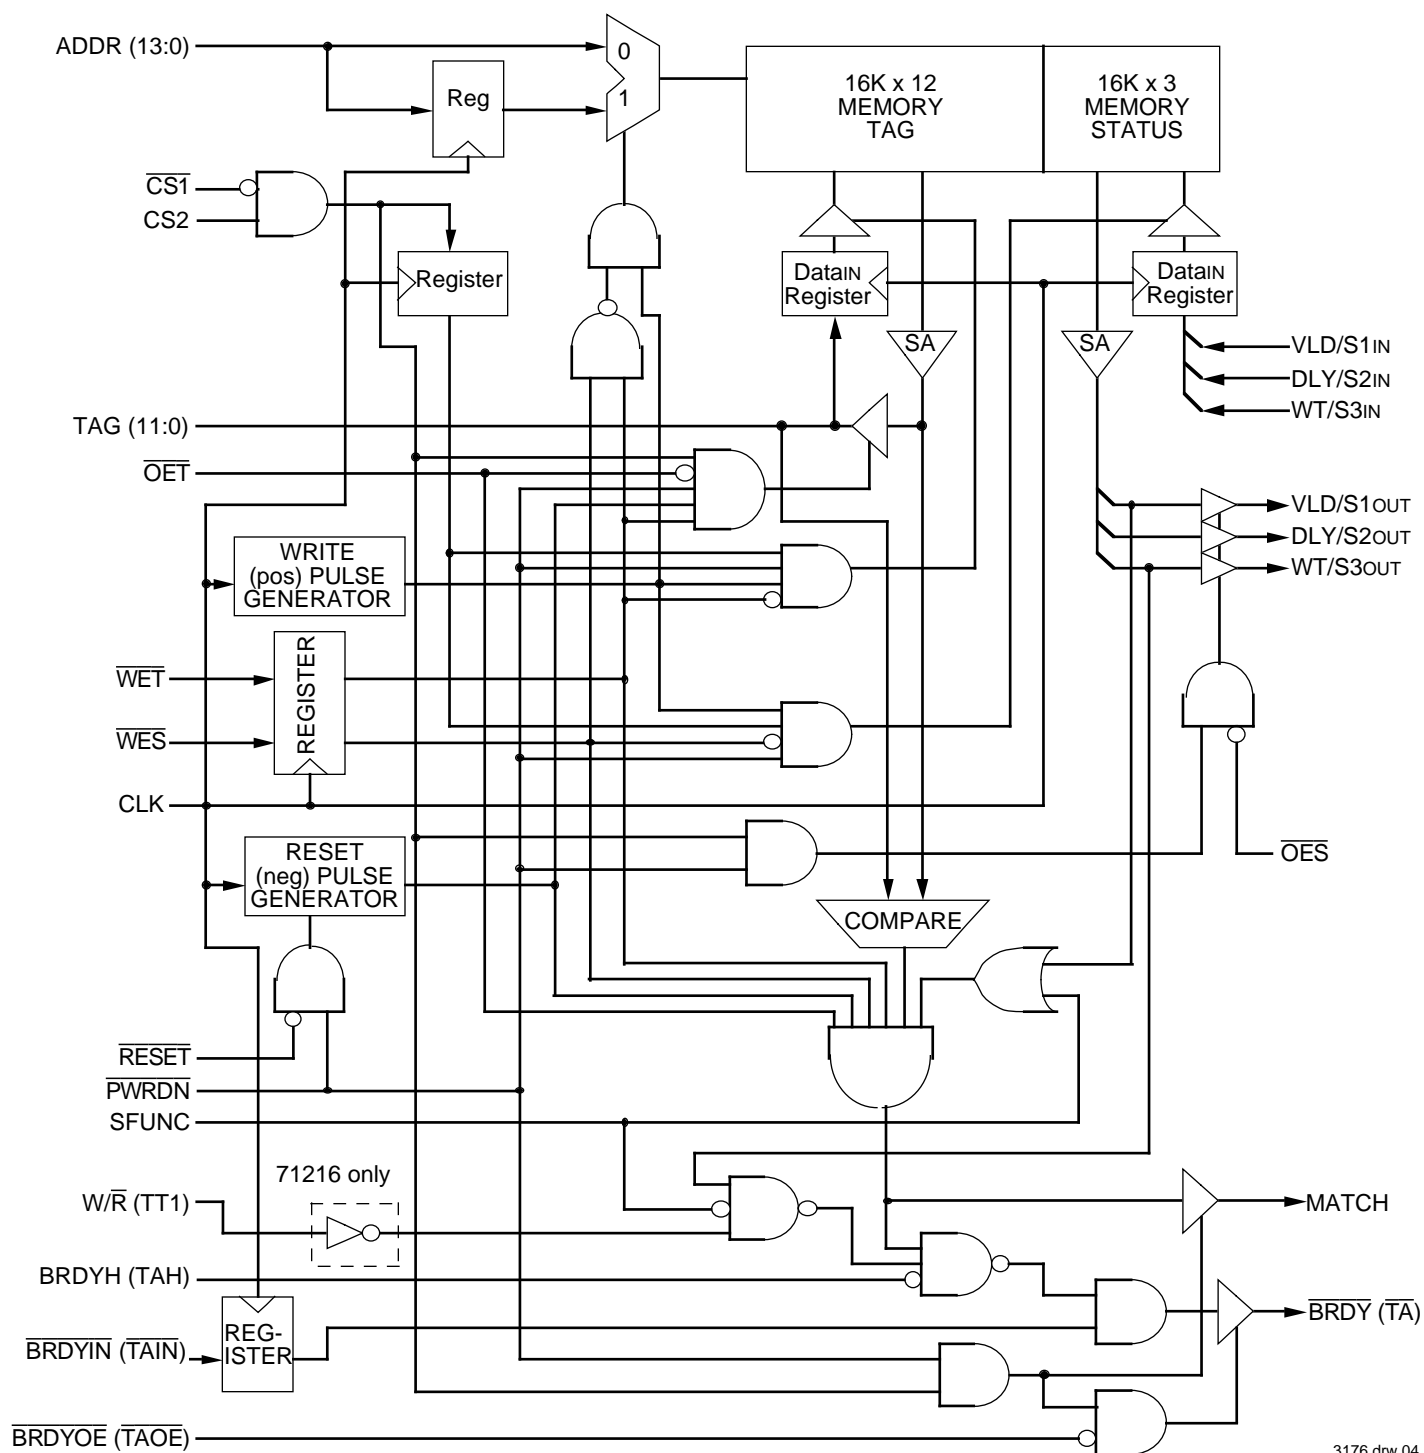 ADDR (13:0)
0
1
Reg
16K x 12
MEMORY
TAG
16K x 3
MEMORY
STATUS
CS1
CS2
Register
DataIN
Register
DataIN
Register
SA
SA
VLD/S1IN
DLY/S2IN
WT/S3IN
TAG (11:0)
OET
VLD/S1OUT
DLY/S2OUT
WT/S3OUT
WRITE
(pos) PULSE
GENERATOR
WET
WES
REGISTER
CLK
RESET
(neg) PULSE
GENERATOR
OES
COMPARE
RESET
PWRDN
SFUNC
71216 only
W/R (TT1)
MATCH
BRDYH (TAH)
BRDY (TA)
BRDYIN (TAIN)
REG-
ISTER
BRDYOE (TAOE)
3176 drw 04